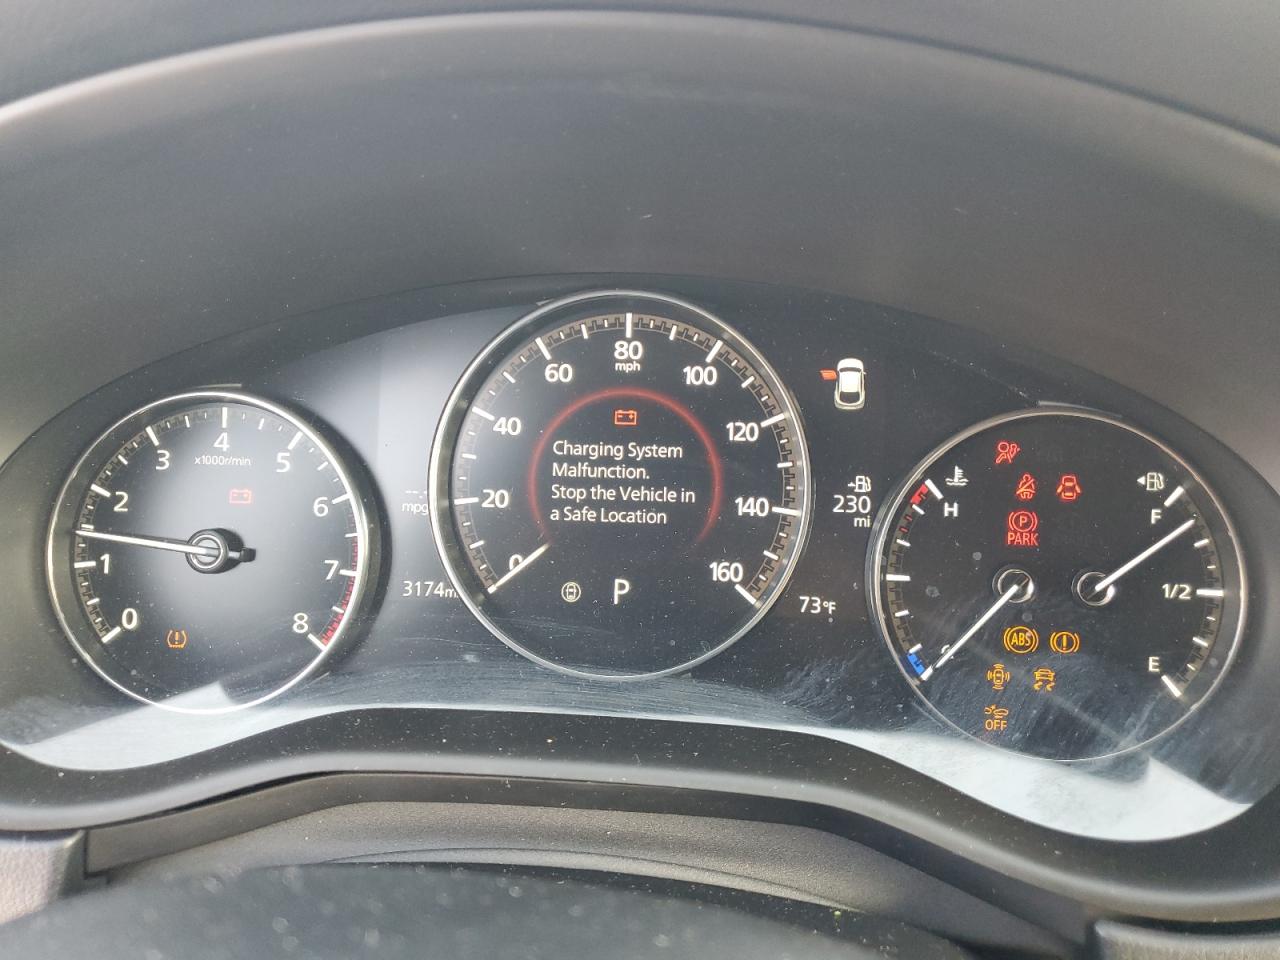 80
mph
60
100
40
120
20
140
0
160
Charging System
Malfunction.
Stop the Vehicle in
a Safe Location
P
4
x1000r/min
3
5
2
6
1
7
0
8
--.-
mpg
3174m
230
mi
73°F
H
F
1/2
E
P
PARK
ABS
OFF